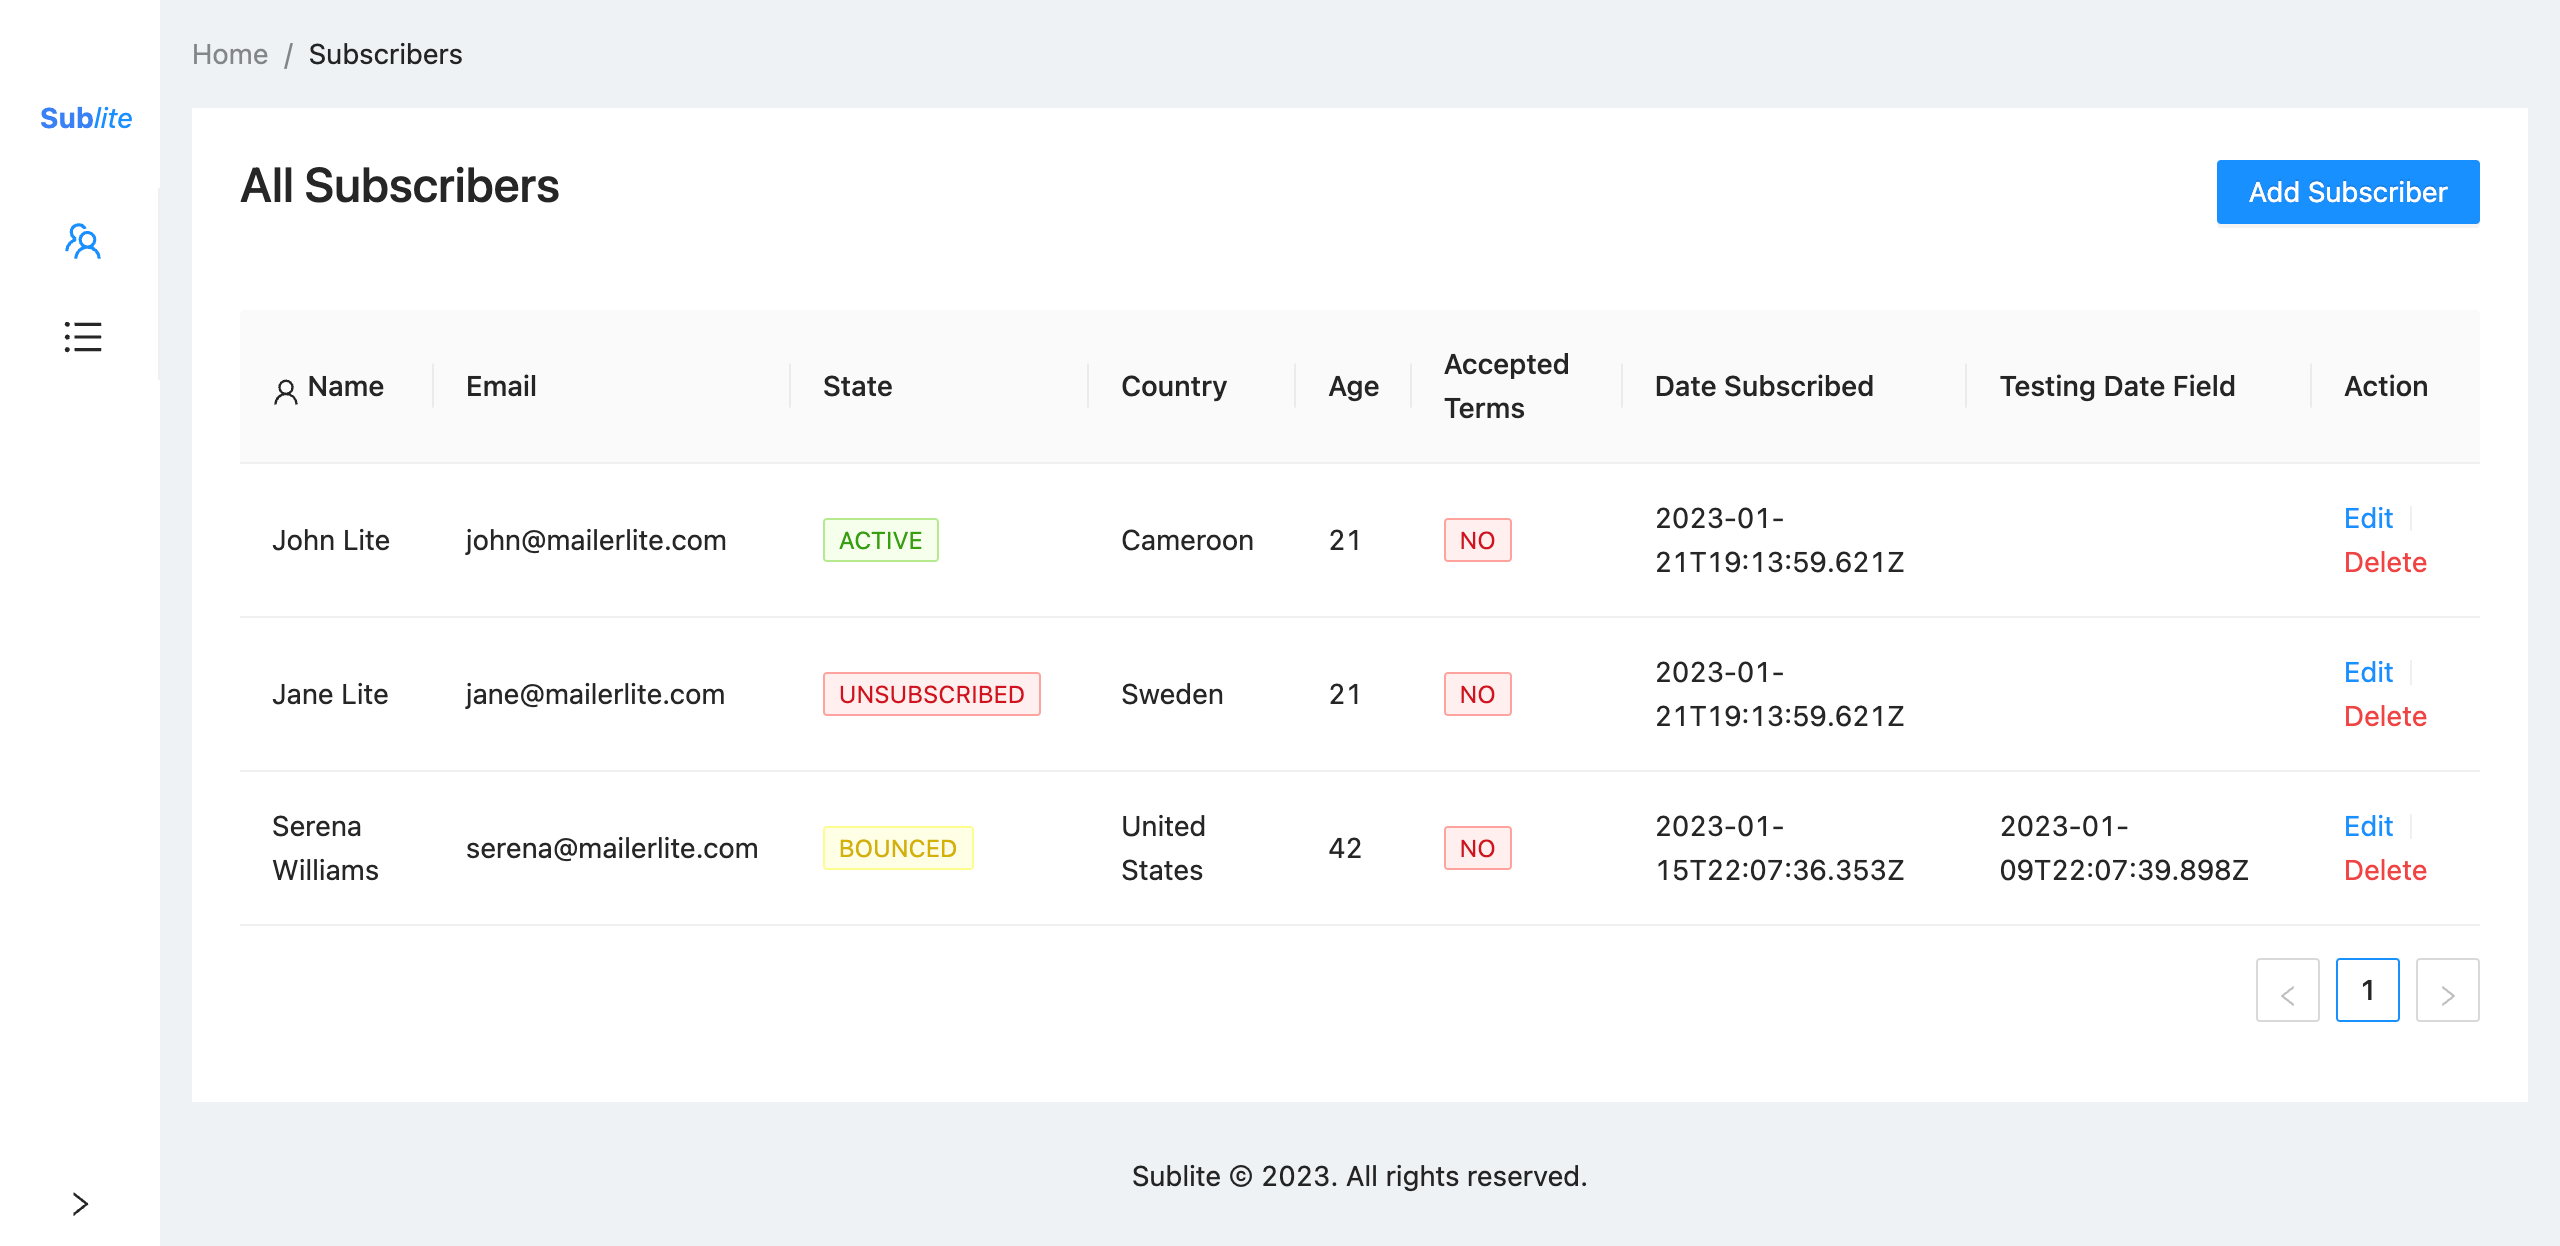 Home / Subscribers
Sublite
All Subscribers
Add Subscriber
Name Email State Country Age Accepted Terms Date Subscribed Testing Date Field Action
John Lite john@mailerlite.com ACTIVE Cameroon 21 NO 2023-01-21T19:13:59.621Z Edit Delete
Jane Lite jane@mailerlite.com UNSUBSCRIBED Sweden 21 NO 2023-01-21T19:13:59.621Z Edit Delete
Serena Williams serena@mailerlite.com BOUNCED United States 42 NO 2023-01-15T22:07:36.353Z 2023-01-09T22:07:39.898Z Edit Delete
< 1 >
Sublite © 2023. All rights reserved.